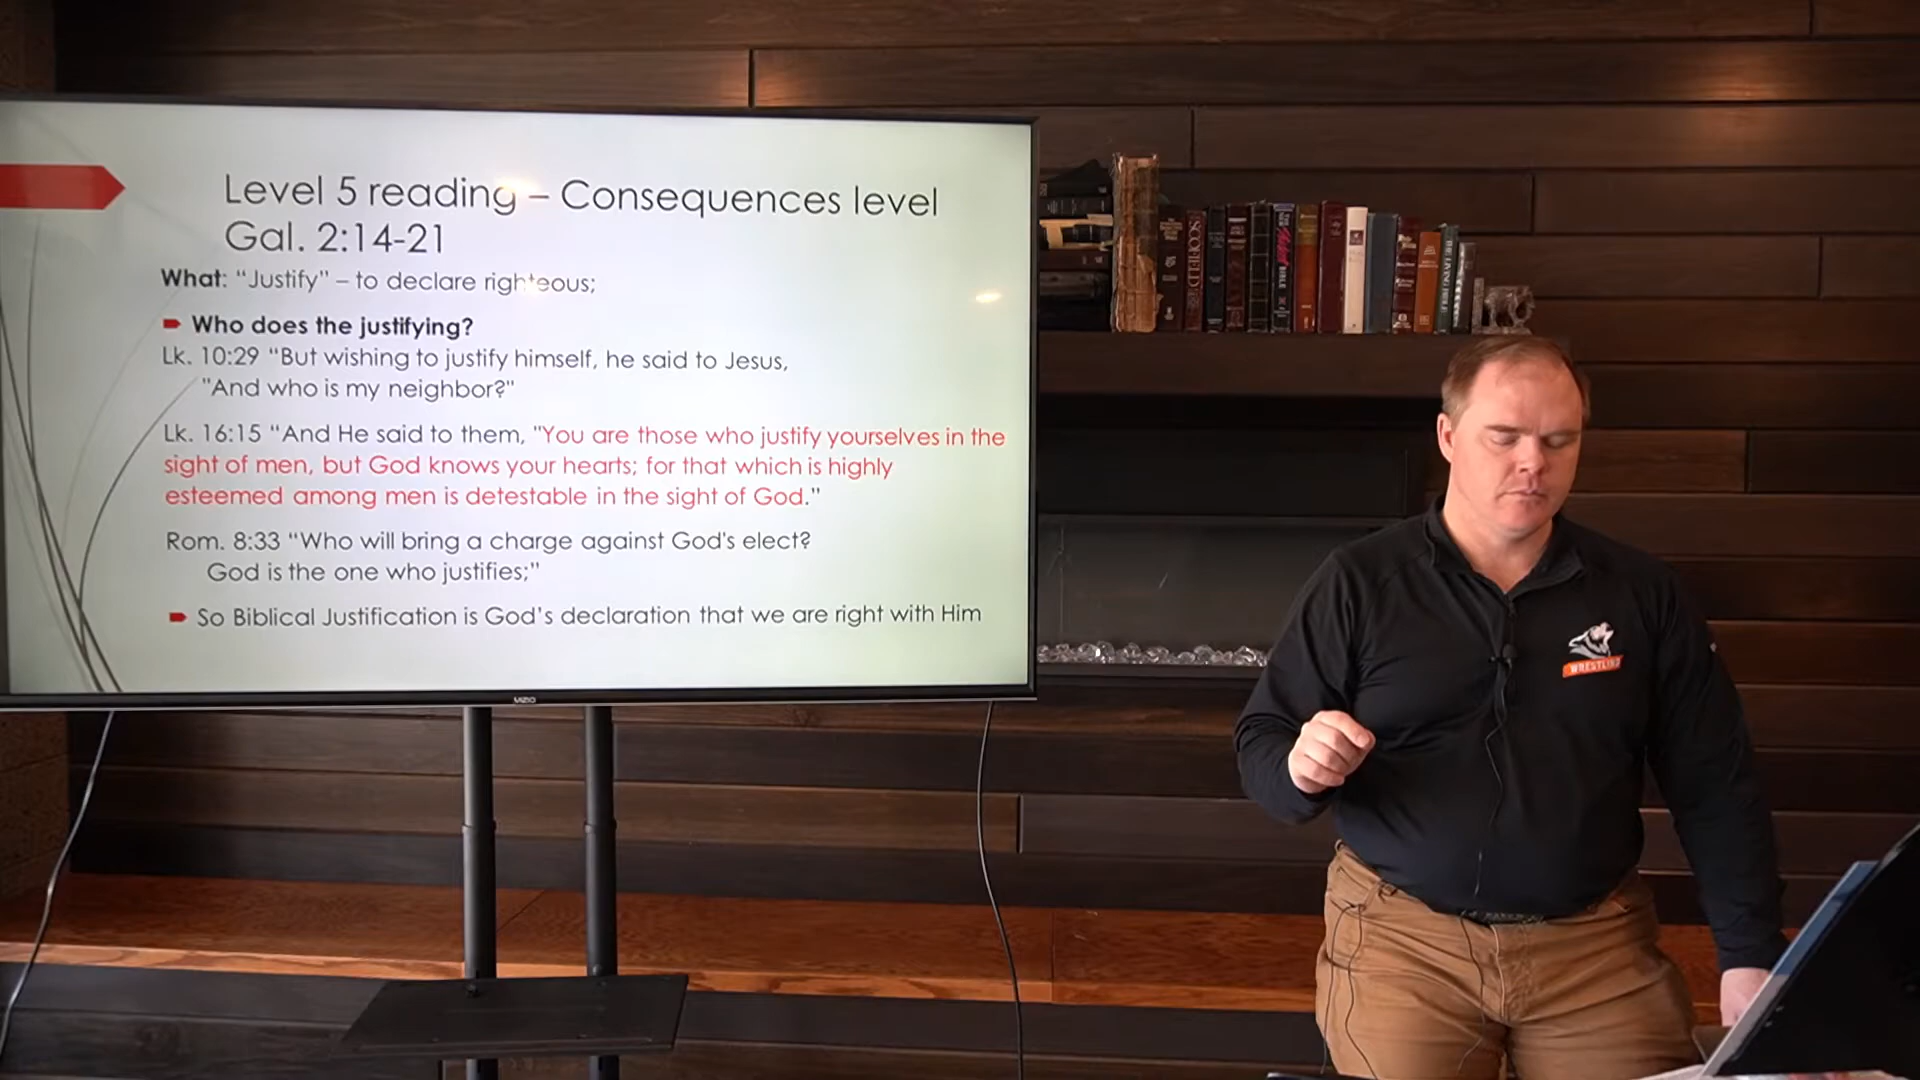 Level 5 reading – Consequences level
Gal. 2:14-21
What: “Justify” – to declare righteous;
Who does the justifying?
Lk. 10:29 “But wishing to justify himself, he said to Jesus,
"And who is my neighbor?"
Lk. 16:15 “And He said to them, "You are those who justify yourselves in the
sight of men, but God knows your hearts; for that which is highly
esteemed among men is detestable in the sight of God."
Rom. 8:33 “Who will bring a charge against God's elect?
God is the one who justifies;"
So Biblical Justification is God’s declaration that we are right with Him
VIZIO
SCOFIELD
BIBLE
WRESTLING